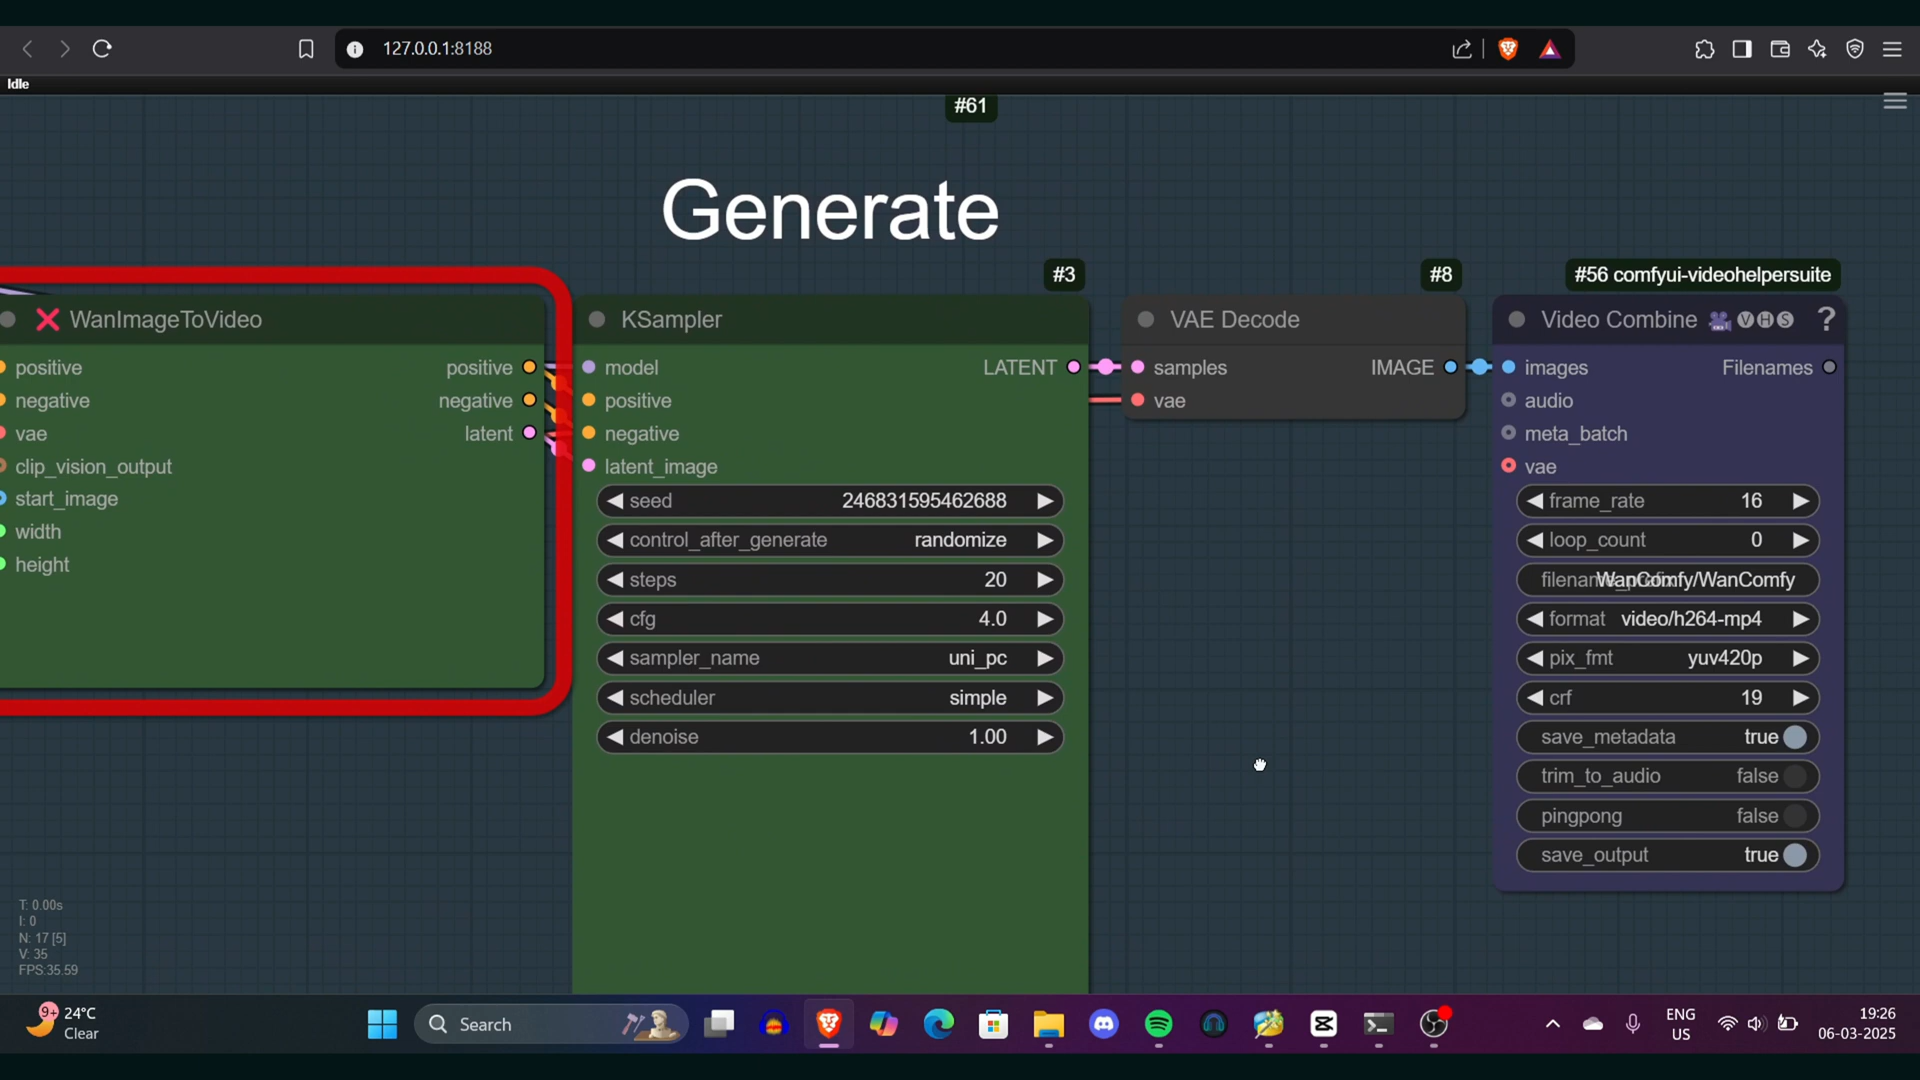 127.0.0.1:8188
Idle
#61
Generate
#3
#8
#56 comfyui-videohelpersuite
❌ WanImageToVideo
KSampler
VAE Decode
Video Combine 🎥🅥🅗🅢
?
positive
positive
negative
negative
vae
latent
clip_vision_output
start_image
width
height
model
LATENT
positive
negative
latent_image
seed 246831595462688
control_after_generate randomize
steps 20
cfg 4.0
sampler_name uni_pc
scheduler simple
denoise 1.00
samples
IMAGE
vae
images
Filenames
audio
meta_batch
vae
frame_rate 16
loop_count 0
WanComfy/WanComfy
format video/h264-mp4
pix_fmt yuv420p
crf 19
save_metadata true
trim_to_audio false
pingpong false
save_output true
T: 0.00s
I: 0
N: 17 [5]
V: 35
FPS:35.59
9+
24°C
Clear
Search
ENG
US
19:26
06-03-2025